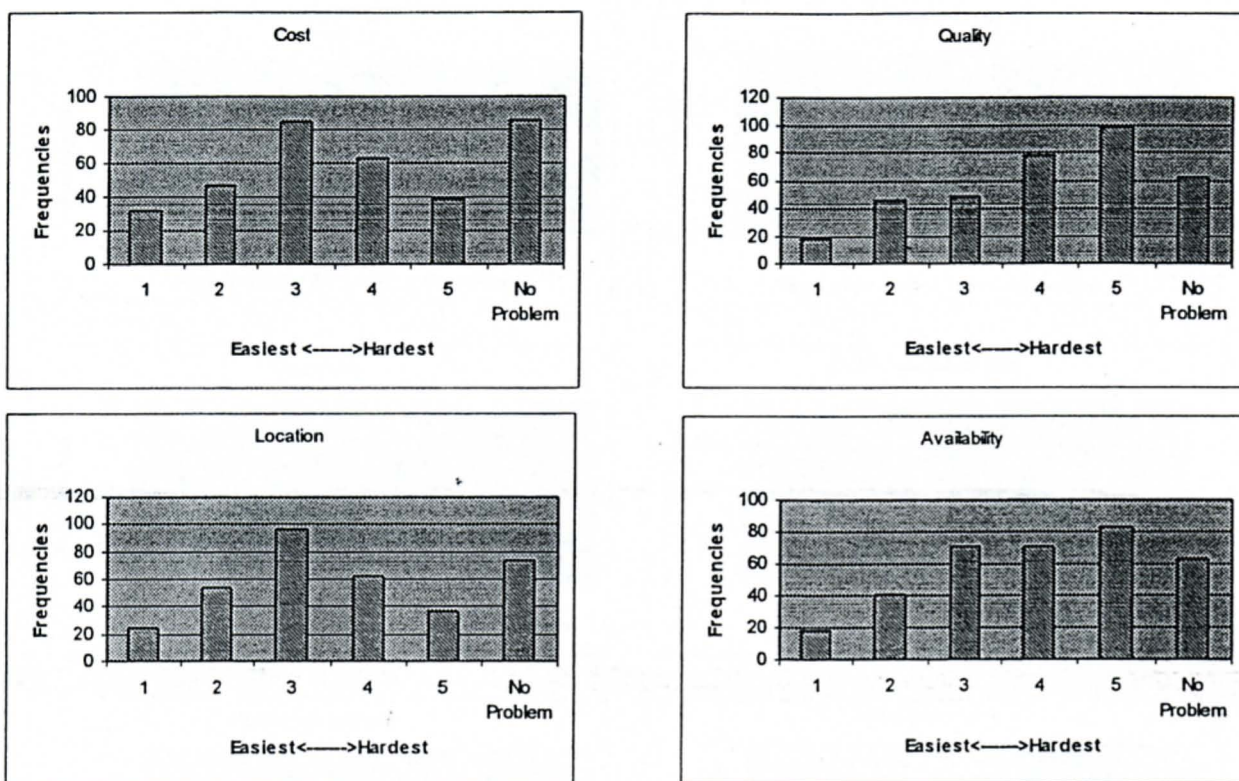 Cost
100
80
60
40
20
0
Frequencies
1 2 3 4 5 No Problem
Easiest <------>Hardest
Quality
120
100
80
60
40
20
0
Frequencies
1 2 3 4 5 No Problem
Easiest<------>Hardest
Location
120
100
80
60
40
20
0
Frequencies
1 2 3 4 5 No Problem
Easiest<------>Hardest
Availability
100
80
60
40
20
0
Frequencies
1 2 3 4 5 No Problem
Easiest<------>Hardest